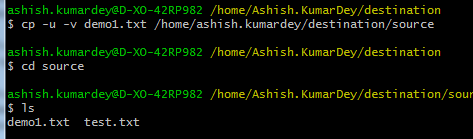 ashish.kumardey@D-XO-42RP982 /home/Ashish.KumarDey/destination
$ cp -u -v demo1.txt /home/ashish.kumardey/destination/source
ashish.kumardey@D-XO-42RP982 /home/Ashish.KumarDey/destination
$ cd source
ashish.kumardey@D-XO-42RP982 /home/Ashish.KumarDey/destination/sour
$ ls
demo1.txt test.txt